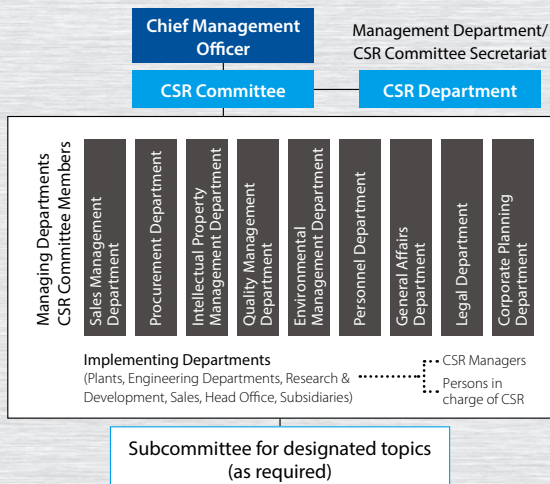 Chief Management
Officer
Management Department/
CSR Committee Secretariat
CSR Committee
CSR Department
Managing Departments
CSR Committee Members
Sales Management
Department
Procurement Department
Intellectual Property
Management Department
Quality Management
Department
Environmental
Management Department
Personnel Department
General Affairs
Department
Legal Department
Corporate Planning
Department
Implementing Departments
(Plants, Engineering Departments, Research &
Development, Sales, Head Office, Subsidiaries)
CSR Managers
Persons in
charge of CSR
Subcommittee for designated topics
(as required)